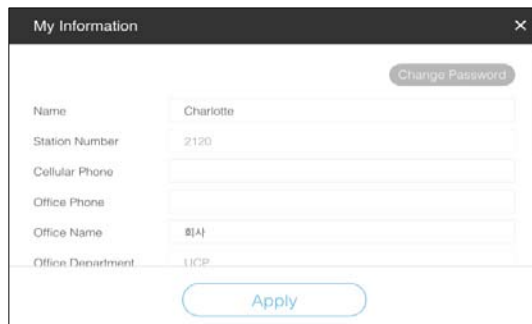 My Information
Change Password
Name Charlotte
Station Number 2120
Cellular Phone
Office Phone
Office Name 회사
Office Department UCP
Apply